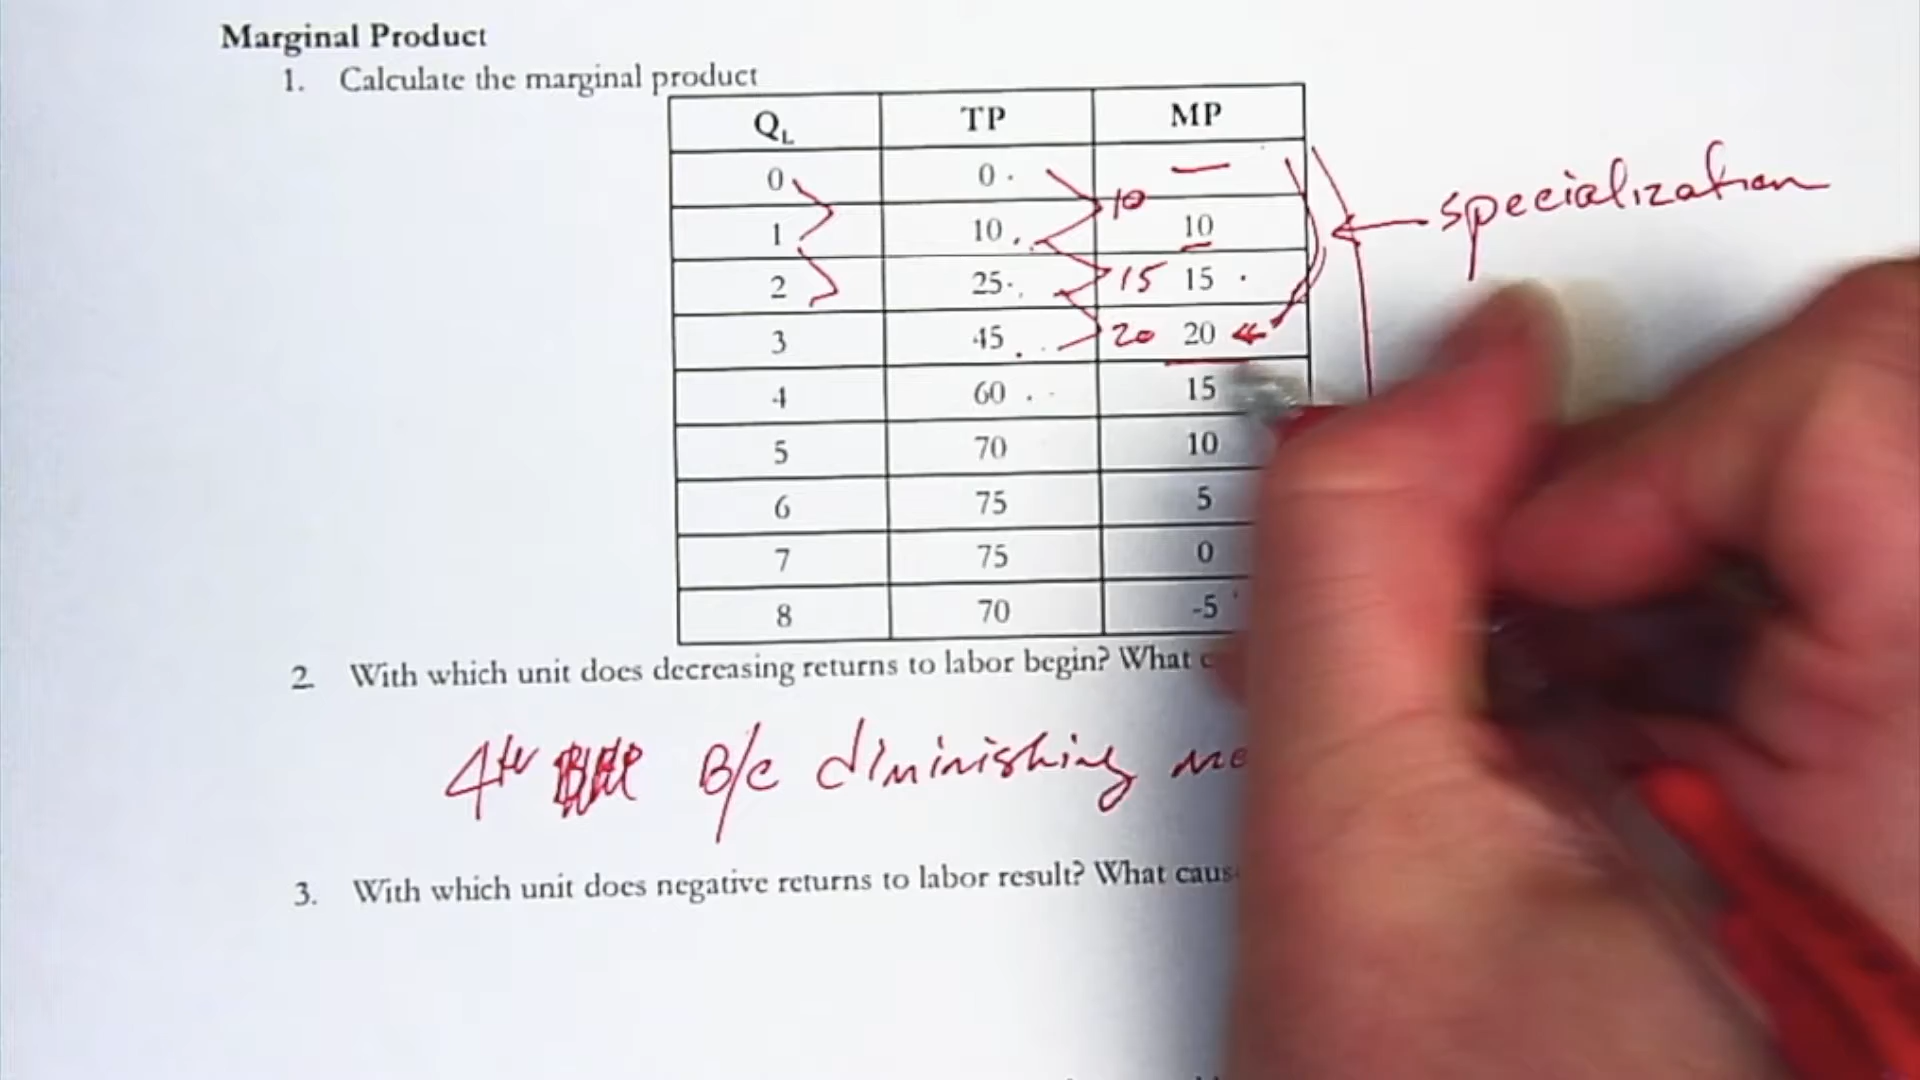 Marginal Product
1. Calculate the marginal product
Q_L TP MP
0 0 —
10
1 10 10
2 25 15 15
3 45 20 20
4 60 15
5 70 10
6 75 5
7 75 0
8 70 -5
specialization
2. With which unit does decreasing returns to labor begin? What
4th B/c diminishing
3. With which unit does negative returns to labor result? What